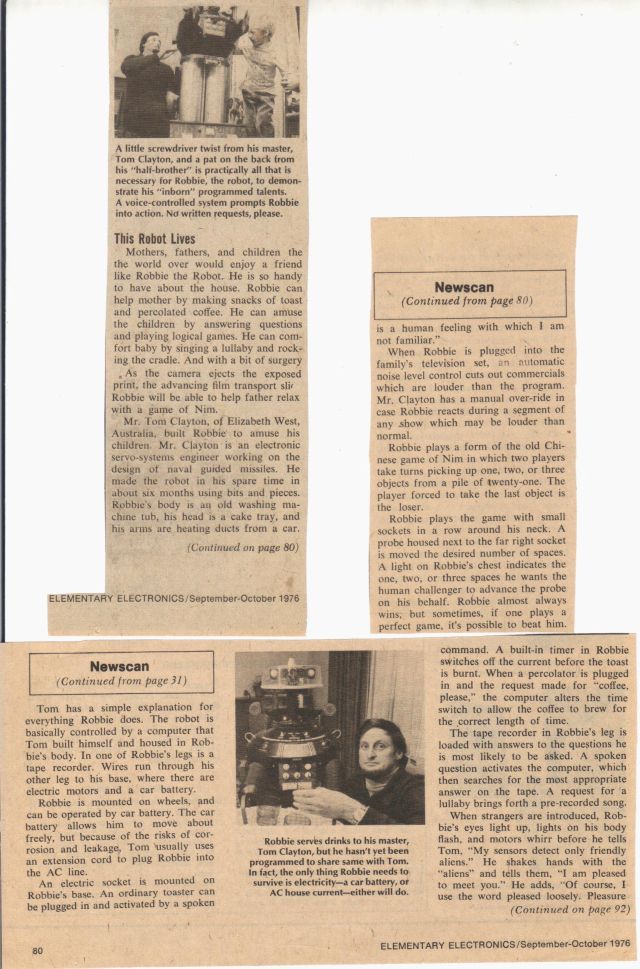 A little screwdriver twist from his master,
Tom Clayton, and a pat on the back from
his "half-brother" is practically all that is
necessary for Robbie, the robot, to demon-
strate his "inborn" programmed talents.
A voice-controlled system prompts Robbie
into action. No written requests, please.
This Robot Lives
Mothers, fathers, and children the
the world over would enjoy a friend
like Robbie the Robot. He is so handy
to have about the house. Robbie can
help mother by making snacks of toast
and percolated coffee. He can amuse
the children by answering questions
and playing logical games. He can com-
fort baby by singing a lullaby and rock-
ing the cradle. And with a bit of surgery
As the camera ejects the exposed
print, the advancing film transport
Robbie will be able to help father relax
with a game of Nim.
Mr. Tom Clayton, of Elizabeth West,
Australia, built Robbie to amuse his
children. Mr. Clayton is an electronic
servo-systems engineer working on the
design of naval guided missiles. He
made the robot in his spare time in
about six months using bits and pieces.
Robbie's body is an old washing ma-
chine tub, his head is a cake tray, and
his arms are heating ducts from a car.
(Continued on page 80)
ELEMENTARY ELECTRONICS/September-October 1976
Newscan
(Continued from page 31)
Tom has a simple explanation for
everything Robbie does. The robot is
basically controlled by a computer that
Tom built himself and housed in Rob-
bie's body. In one of Robbie's legs is a
tape recorder. Wires run through his
other leg to his base, where there are
electric motors and a car battery.
Robbie is mounted on wheels, and
can be operated by car battery. The car
battery allows him to move about
freely, but because of the risks of cor-
rosion and leakage, Tom usually uses
an extension cord to plug Robbie into
the AC line.
An electric socket is mounted on
Robbie's base. An ordinary toaster can
be plugged in and activated by a spoken
Robbie serves drinks to his master,
Tom Clayton, but he hasn't yet been
programmed to share same with Tom.
In fact, the only thing Robbie needs to
survive is electricity—a car battery, or
AC house current—either will do.
command. A built-in timer in Robbie
switches off the current before the toast
is burnt. When a percolator is plugged
in and the request made for "coffee,
please," the computer alters the time
switch to allow the coffee to brew for
the correct length of time.
The tape recorder in Robbie's leg is
loaded with answers to the questions he
is most likely to be asked. A spoken
question activates the computer, which
then searches for the most appropriate
answer on the tape. A request for a
lullaby brings forth a pre-recorded song.
When strangers are introduced, Rob-
bie's eyes light up, lights on his body
flash, and motors whirr before he tells
Tom, "My sensors detect only friendly
aliens." He shakes hands with the
"aliens" and tells them, "I am pleased
to meet you." He adds, "Of course, I
use the word pleased loosely. Pleasure
(Continued on page 92)
80
ELEMENTARY ELECTRONICS/September-October 1976
Newscan
(Continued from page 80)
is a human feeling with which I am
not familiar."
When Robbie is plugged into the
family's television set, an automatic
noise level control cuts out commercials
which are louder than the program.
Mr. Clayton has a manual over-ride in
case Robbie reacts during a segment of
any show which may be louder than
normal.
Robbie plays a form of the old Chi-
nese game of Nim in which two players
take turns picking up one, two, or three
objects from a pile of twenty-one. The
player forced to take the last object is
the loser.
Robbie plays the game with small
sockets in a row around his neck. A
probe housed next to the far right socket
is moved the desired number of spaces.
A light on Robbie's chest indicates the
one, two, or three spaces he wants the
human challenger to advance the probe
on his behalf. Robbie almost always
wins, but sometimes, if one plays a
perfect game, it's possible to beat him.